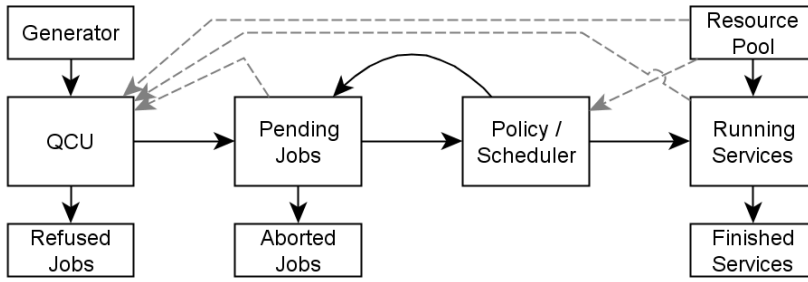 Generator
Resource
Pool
QCU
Pending
Jobs
Policy /
Scheduler
Running
Services
Refused
Jobs
Aborted
Jobs
Finished
Services